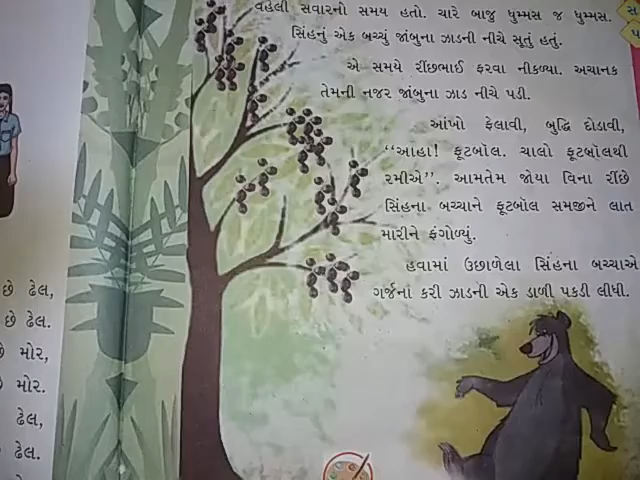 વહેલી સવારનો સમય હતો. ચારે બાજુ ધુમ્મસ જ ધુમ્મસ.
સિંહનું એક બચ્ચું જાંબુના ઝાડની નીચે સૂતું હતું.
એ સમયે રીંછભાઈ ફરવા નીકળ્યા. અચાનક
તેમની નજર જાંબુના ઝાડ નીચે પડી.
આંખો ફેલાવી, બુદ્ધિ દોડાવી,
“આહા! ફૂટબૉલ. ચાલો ફૂટબૉલથી
રમીએ”. આમતેમ જોયા વિના રીંછે
સિંહના બચ્ચાને ફૂટબૉલ સમજીને લાત
મારીને ફંગોળ્યું.
હવામાં ઉછાળેલા સિંહના બચ્ચાએ
ગર્જના કરી ઝાડની એક ડાળી પકડી લીધી.
છે ઢેલ,
છે ઢેલ.
મોર,
મોર.
ઢેલ,
ઢેલ.